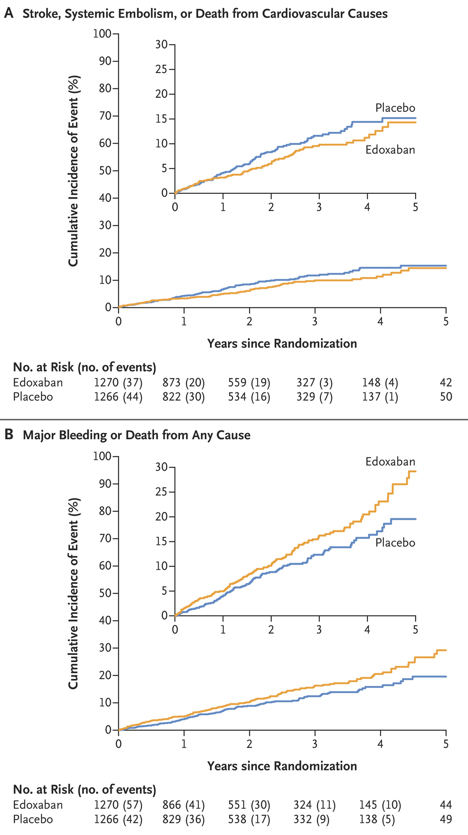 A Stroke, Systemic Embolism, or Death from Cardiovascular Causes
Cumulative Incidence of Event (%)
100
90
80
70
60
50
40
30
20
10
0
30
25
20
15
10
5
0
Placebo
Edoxaban
0 1 2 3 4 5
0 1 2 3 4 5
Years since Randomization
No. at Risk (no. of events)
Edoxaban 1270 (37) 873 (20) 559 (19) 327 (3) 148 (4) 42
Placebo 1266 (44) 822 (30) 534 (16) 329 (7) 137 (1) 50
B Major Bleeding or Death from Any Cause
Cumulative Incidence of Event (%)
100
90
80
70
60
50
40
30
20
10
0
30
25
20
15
10
5
0
Edoxaban
Placebo
0 1 2 3 4 5
0 1 2 3 4 5
Years since Randomization
No. at Risk (no. of events)
Edoxaban 1270 (57) 866 (41) 551 (30) 324 (11) 145 (10) 44
Placebo 1266 (42) 829 (36) 538 (17) 332 (9) 138 (5) 49